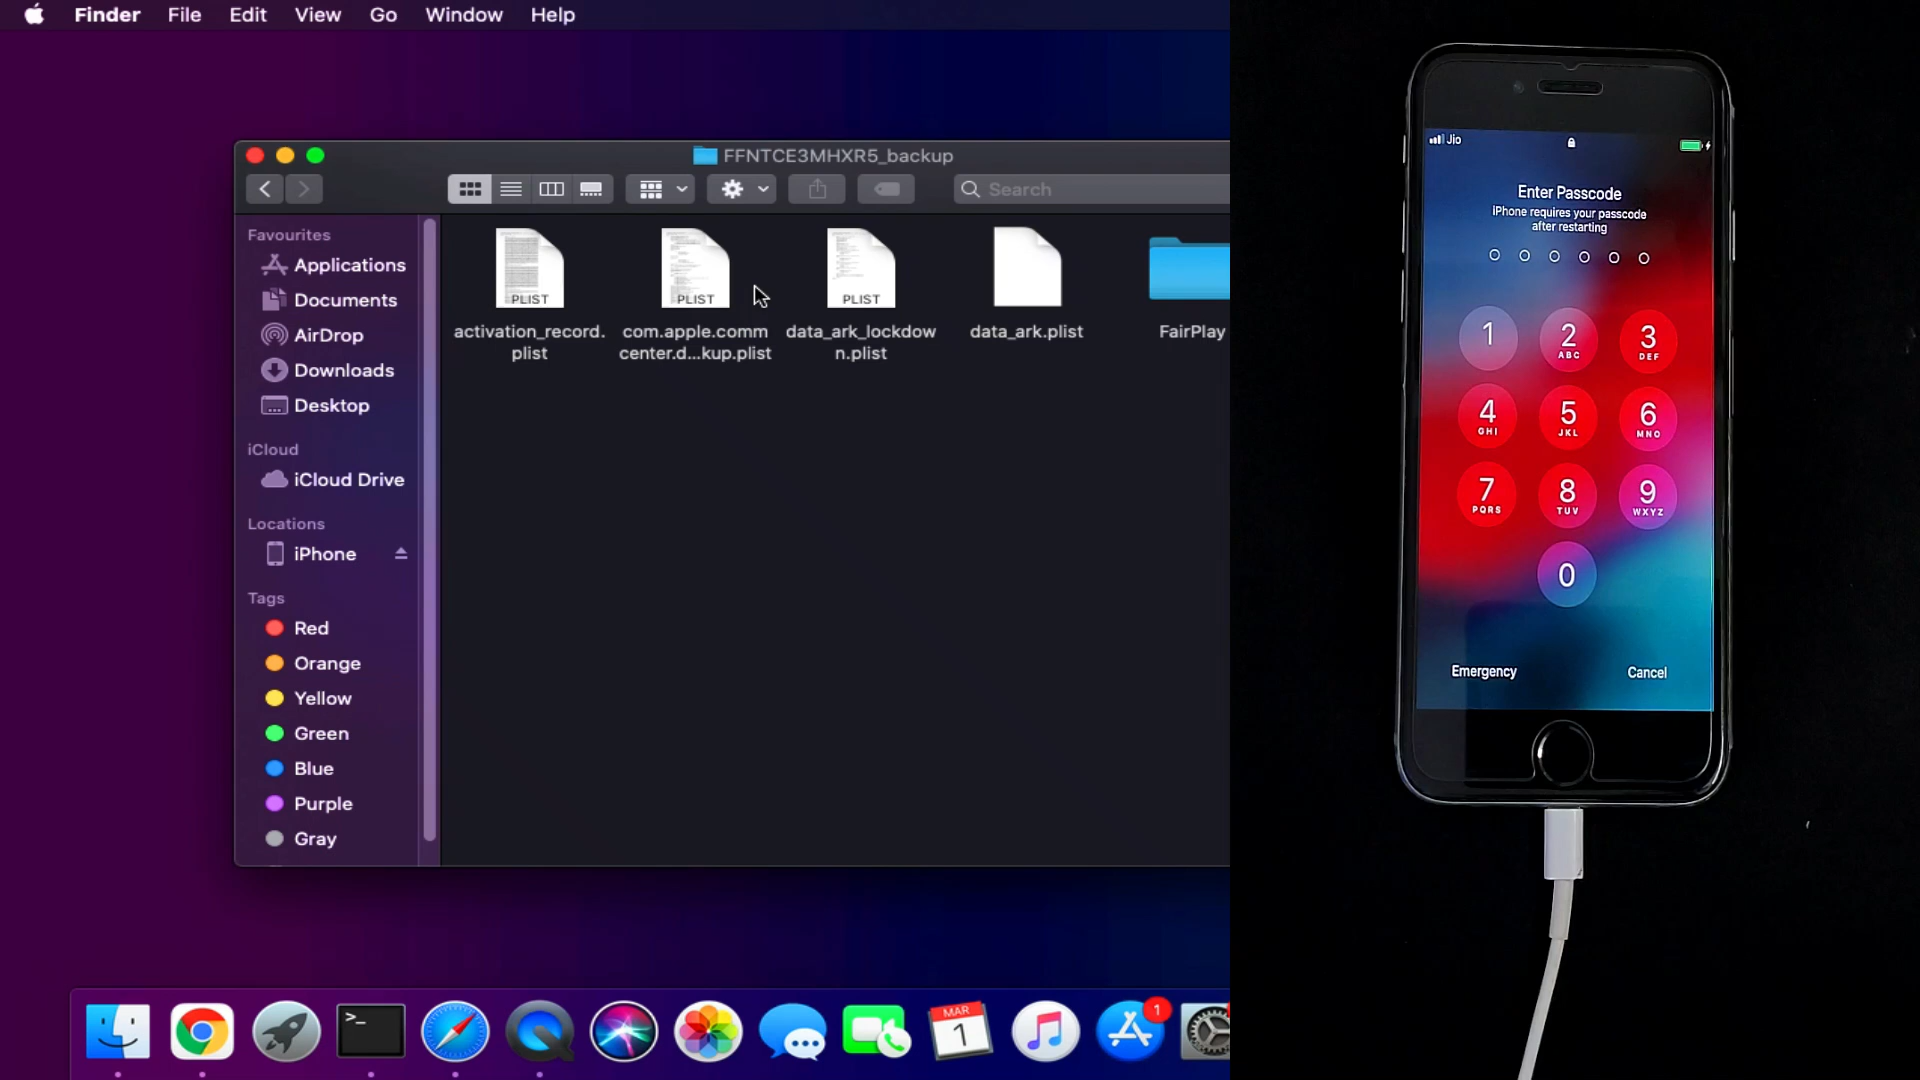 Finder File Edit View Go Window Help
FFNTCE3MHXR5_backup
Search
Favourites
Applications
Documents
AirDrop
Downloads
Desktop
iCloud
iCloud Drive
Locations
iPhone
Tags
Red
Orange
Yellow
Green
Blue
Purple
Gray
PLIST
activation_record.
plist
PLIST
com.apple.comm
center.d...kup.plist
PLIST
data_ark_lockdow
n.plist
data_ark.plist
FairPlay
>_
MAR
1
1
Jio
Enter Passcode
iPhone requires your passcode
after restarting
1 2 3
ABC DEF
4 5 6
GHI JKL MNO
7 8 9
PQRS TUV WXYZ
0
Emergency Cancel